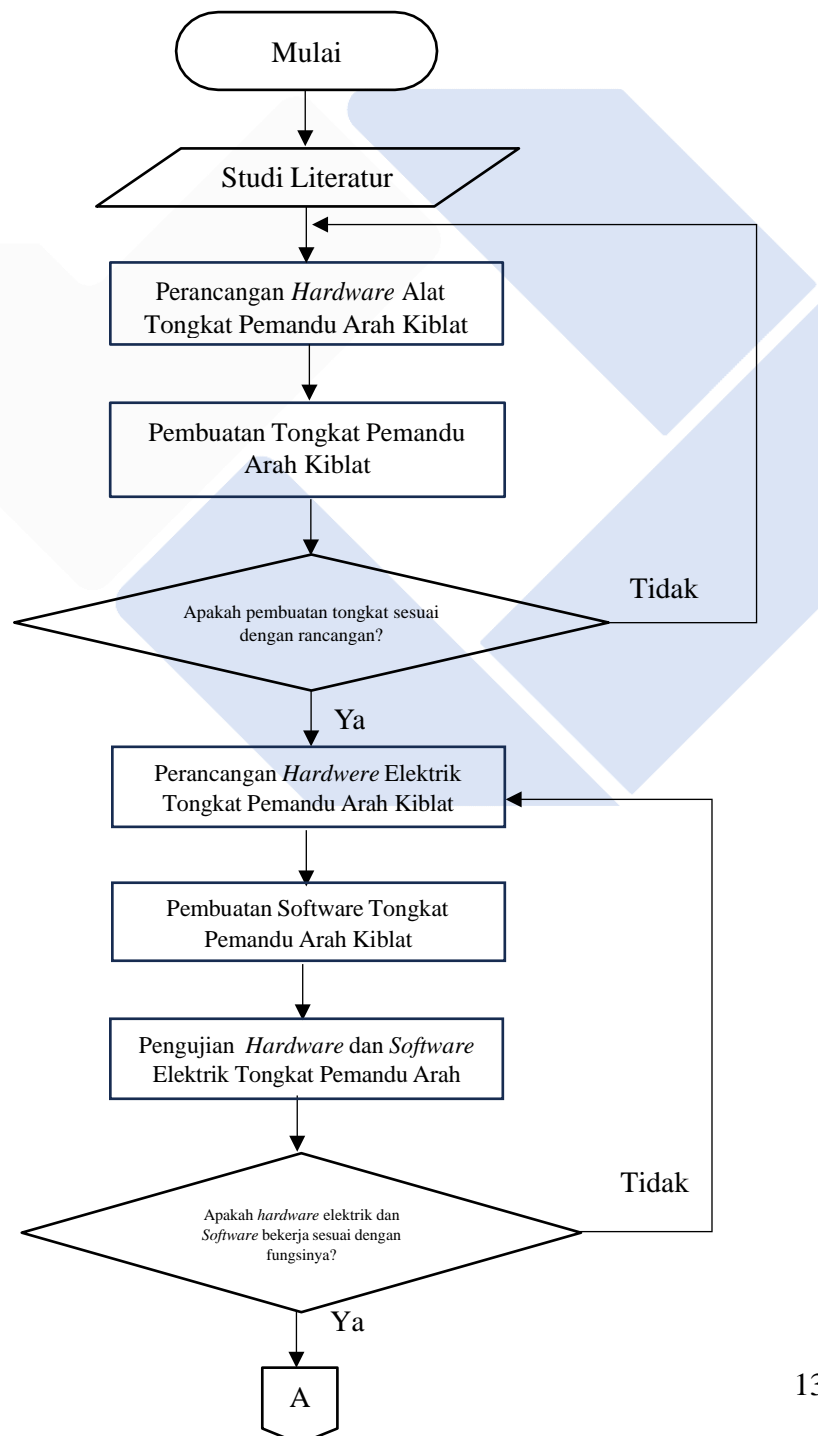 Mulai
Studi Literatur
Perancangan Hardware Alat
Tongkat Pemandu Arah Kiblat
Pembuatan Tongkat Pemandu
Arah Kiblat
Apakah pembuatan tongkat sesuai
dengan rancangan?
Tidak
Ya
Perancangan Hardwere Elektrik
Tongkat Pemandu Arah Kiblat
Pembuatan Software Tongkat
Pemandu Arah Kiblat
Pengujian Hardware dan Software
Elektrik Tongkat Pemandu Arah
Apakah hardware elektrik dan
Software bekerja sesuai dengan
fungsinya?
Tidak
Ya
A
13